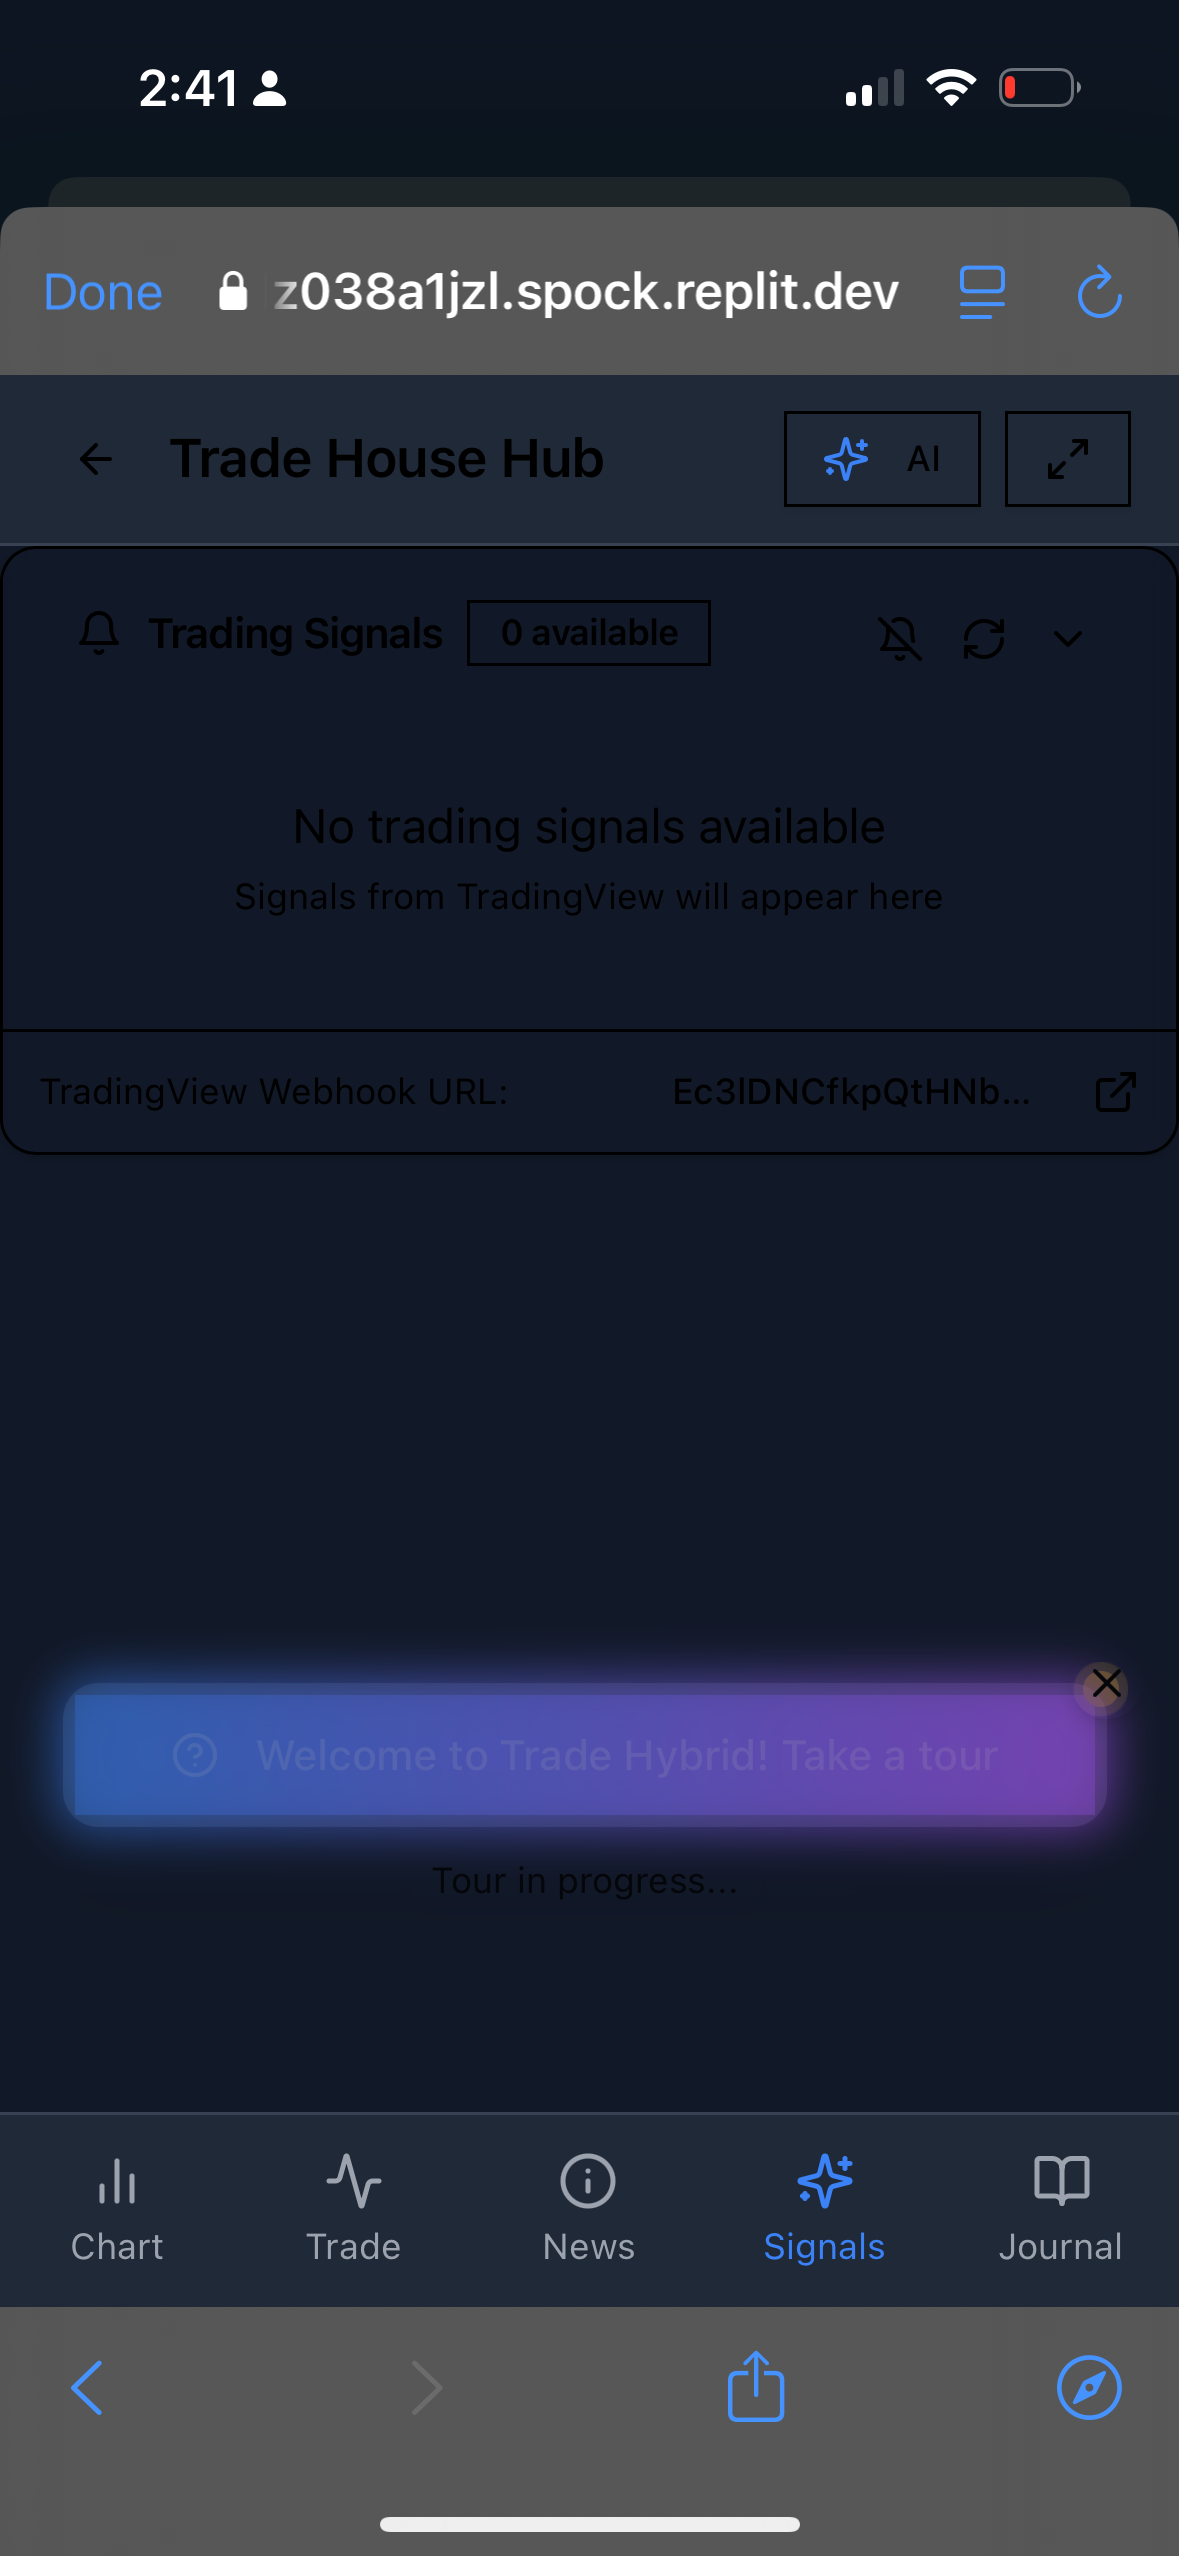 2:41
Done
z038a1jzl.spock.replit.dev
Trade House Hub
AI
Trading Signals
0 available
No trading signals available
Signals from TradingView will appear here
TradingView Webhook URL:
Ec3lDNCfkpQtHNb...
Welcome to Trade Hybrid! Take a tour
Tour in progress...
Chart
Trade
News
Signals
Journal